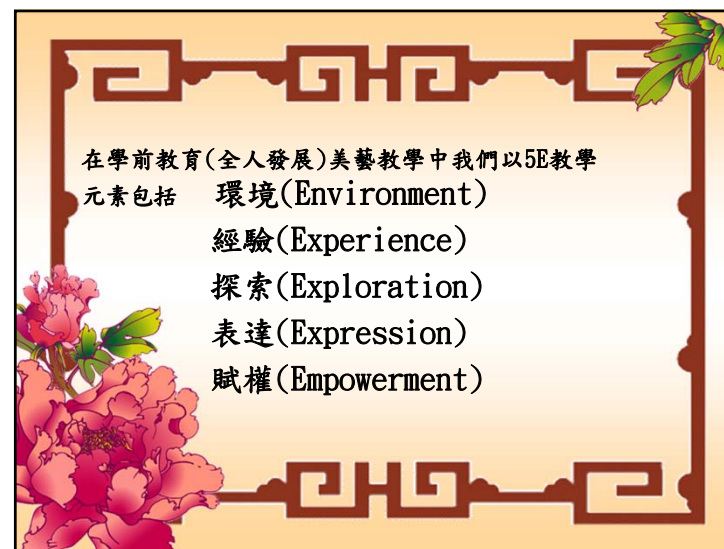 在學前教育(全人發展)美藝教學中我們以5E教學
元素包括 環境(Environment)
經驗(Experience)
探索(Exploration)
表達(Expression)
賦權(Empowerment)